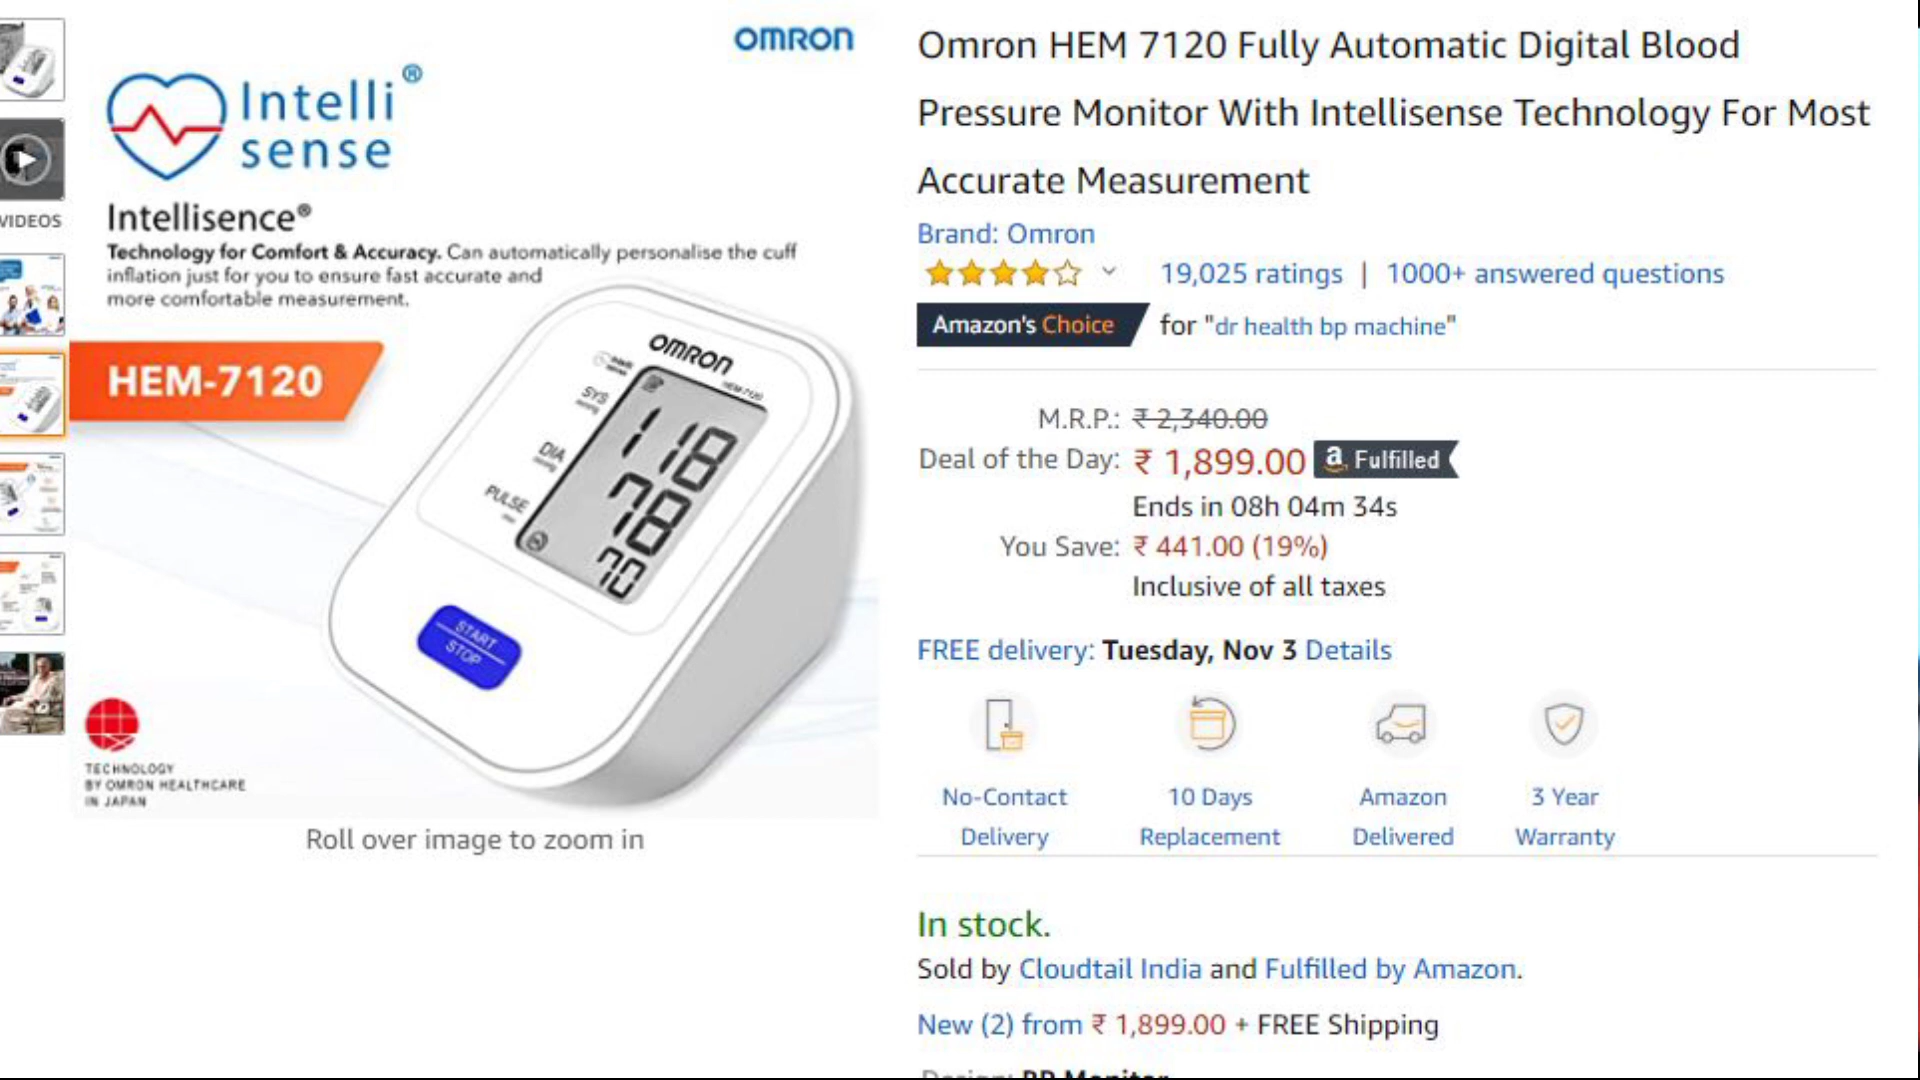 OMRON
Intelli®
sense
Intellisence®
Technology for Comfort & Accuracy. Can automatically personalise the cuff
inflation just for you to ensure fast accurate and
more comfortable measurement.
HEM-7120
OMRON
HEM-7120
SYS
mmHg
118
DIA
mmHg
78
PULSE
70
START
STOP
TECHNOLOGY
BY OMRON HEALTHCARE
IN JAPAN
VIDEOS
Roll over image to zoom in
Omron HEM 7120 Fully Automatic Digital Blood
Pressure Monitor With Intellisense Technology For Most
Accurate Measurement
Brand: Omron
19,025 ratings | 1000+ answered questions
Amazon's Choice for "dr health bp machine"
M.R.P.: ₹ 2,340.00
Deal of the Day: ₹ 1,899.00 a Fulfilled
Ends in 08h 04m 34s
You Save: ₹ 441.00 (19%)
Inclusive of all taxes
FREE delivery: Tuesday, Nov 3 Details
No-Contact
Delivery
10 Days
Replacement
Amazon
Delivered
3 Year
Warranty
In stock.
Sold by Cloudtail India and Fulfilled by Amazon.
New (2) from ₹ 1,899.00 + FREE Shipping
Design: BP Monitor